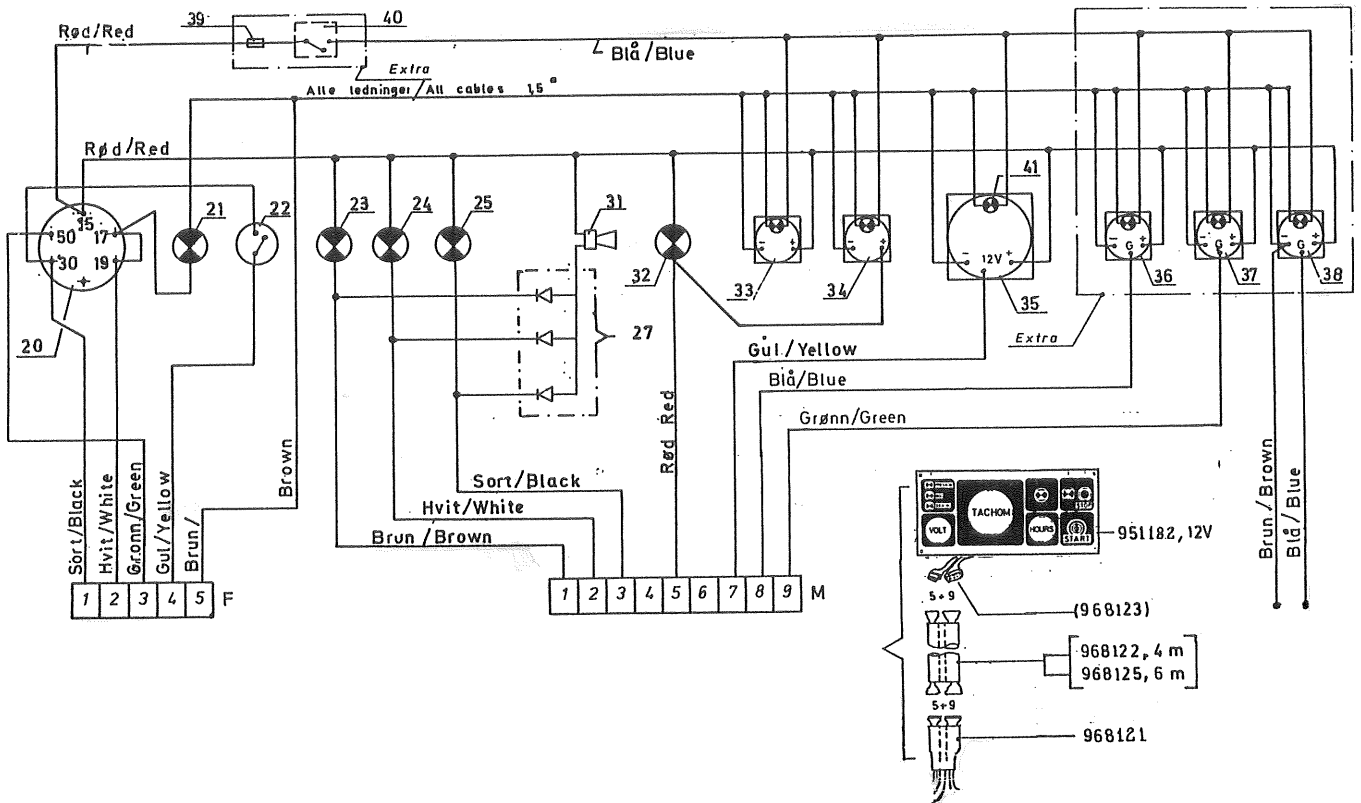 39
40
Rød/Red
Blå/Blue
Extra
Alle ledninger/All cables 1,5
Rød/Red
15
50
17
30
19
20
21
22
23
24
25
31
32
27
33
34
41
12V
35
G
36
G
37
G
38
Extra
Gul/Yellow
Blå/Blue
Grønn/Green
Sort/Black
Hvit/White
Grønn/Green
Gul/Yellow
Brun/
Brown
Rød Red
Sort/Black
Hvit/White
Brun/Brown
Brun/Brown
Blå/Blue
1 2 3 4 5 F
1 2 3 4 5 6 7 8 9 M
TACHOM
VOLT
HOURS
STOP
START
951182, 12V
5+9
(968123)
968122, 4 m
968125, 6 m
5+9
968121